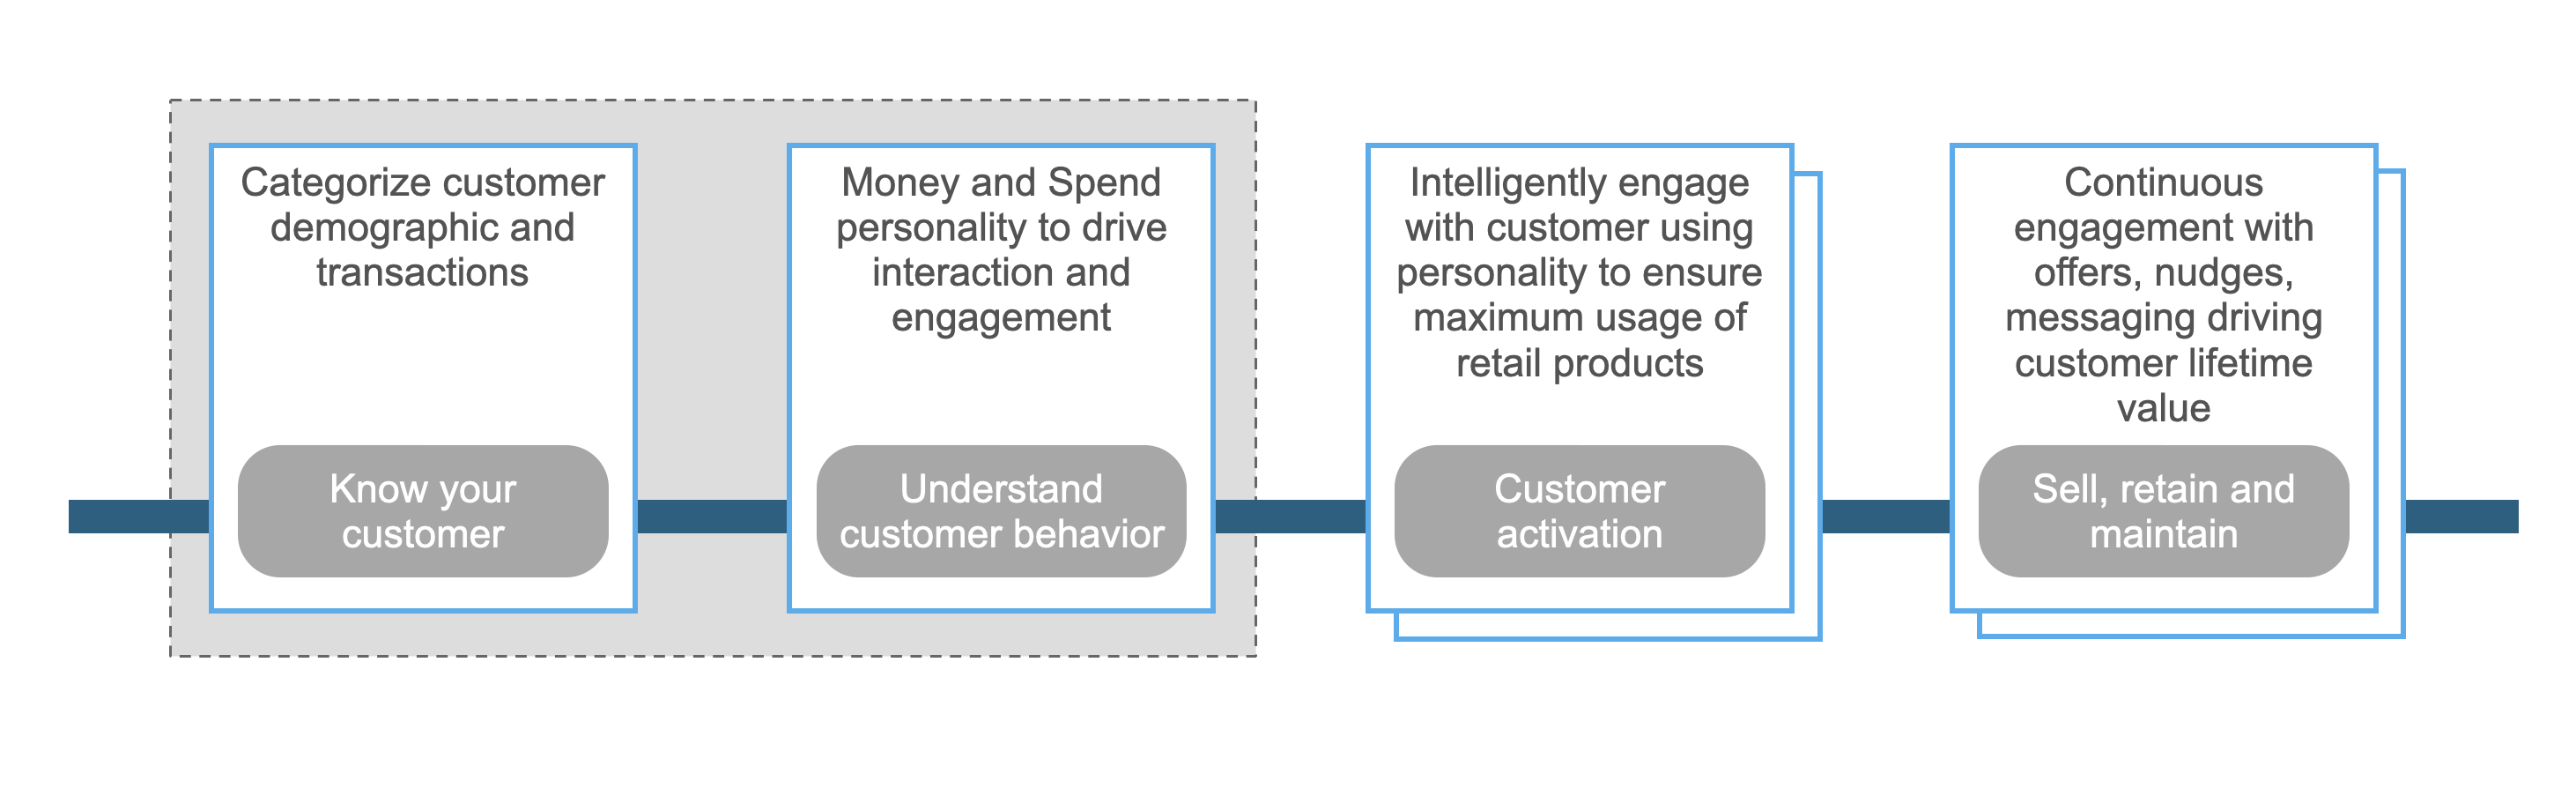 Categorize customer
demographic and
transactions
Know your
customer
Money and Spend
personality to drive
interaction and
engagement
Understand
customer behavior
Intelligently engage
with customer using
personality to ensure
maximum usage of
retail products
Customer
activation
Continuous
engagement with
offers, nudges,
messaging driving
customer lifetime
value
Sell, retain and
maintain